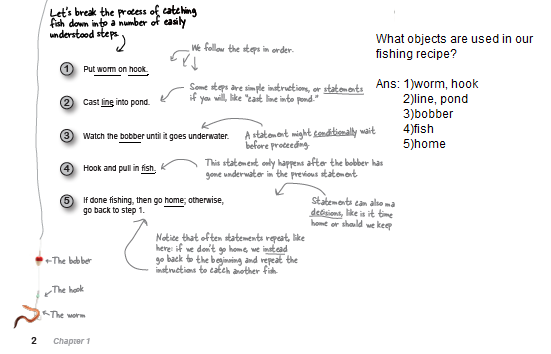 Let's break the process of catching
fish down into a number of easily
understood steps.
We follow the steps in order.
1 Put worm on hook.
Some steps are simple instructions, or statements
if you will, like "cast line into pond."
2 Cast line into pond.
3 Watch the bobber until it goes underwater.
A statement might conditionally wait
before proceeding.
4 Hook and pull in fish.
This statement only happens after the bobber has
gone underwater in the previous statement
5 If done fishing, then go home; otherwise,
go back to step 1.
Statements can also ma
decisions, like is it time
home or should we keep
Notice that often statements repeat, like
here: if we don't go home, we instead
go back to the beginning and repeat the
instructions to catch another fish.
The bobber
The hook
The worm
2 Chapter 1
What objects are used in our
fishing recipe?
Ans: 1)worm, hook
2)line, pond
3)bobber
4)fish
5)home